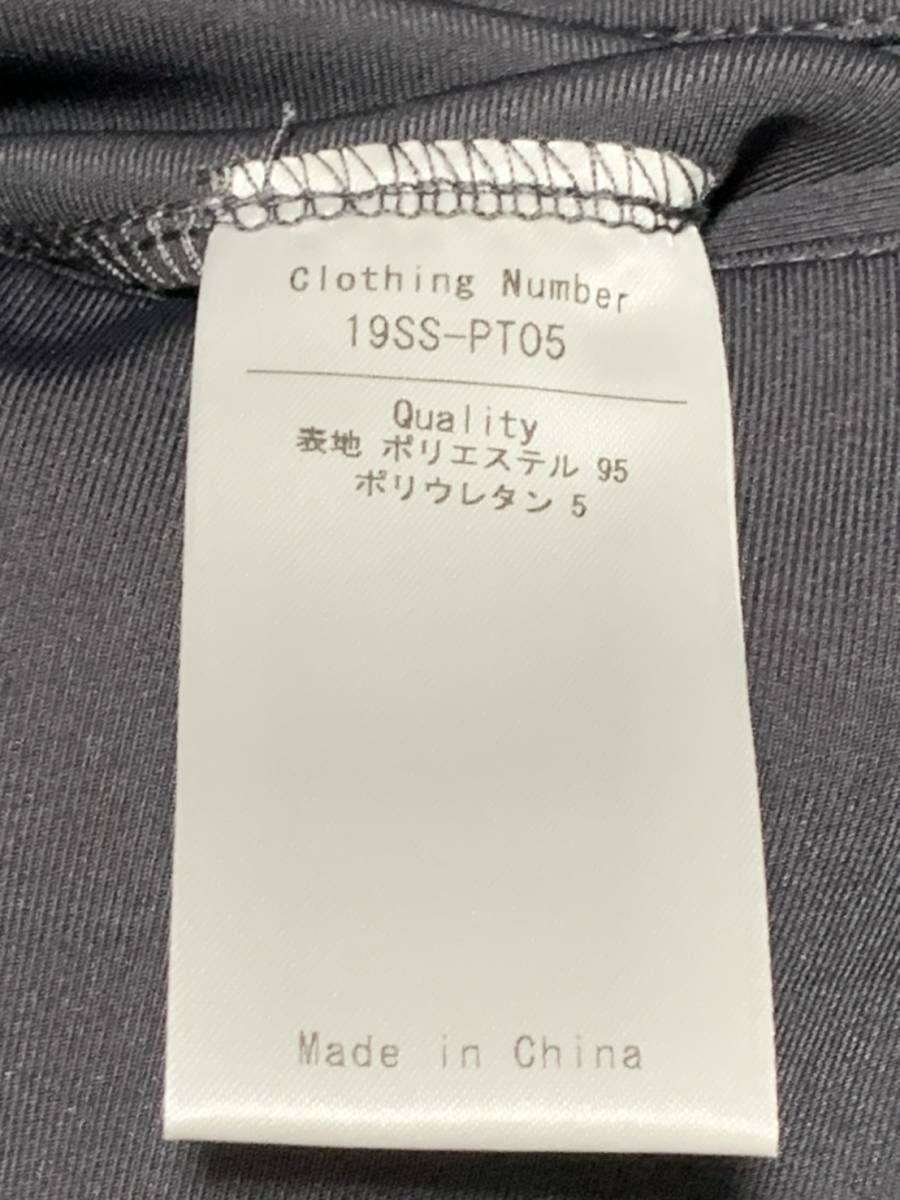 Clothing Number
19SS-PT05
Quality
表地 ポリエステル 95
ポリウレタン 5
Made in China